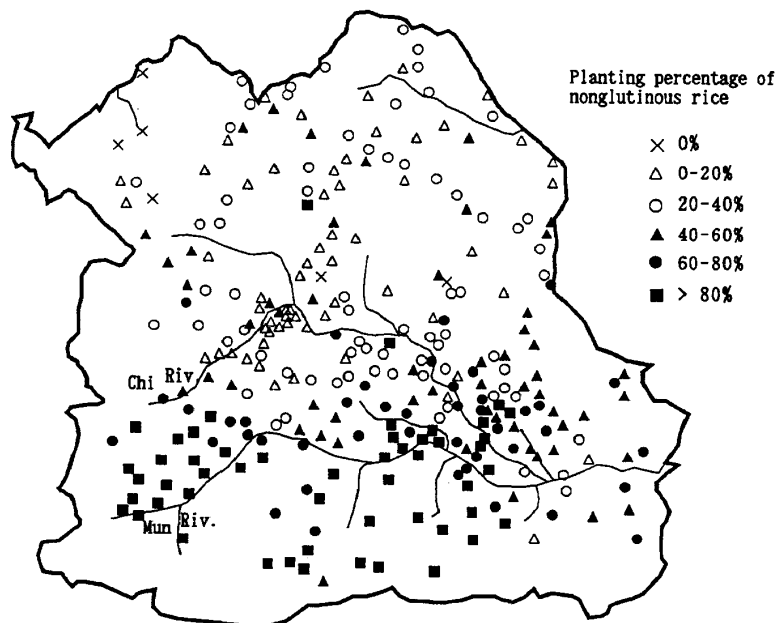 Planting percentage of
nonglutinous rice
× 0%
△ 0-20%
○ 20-40%
▲ 40-60%
● 60-80%
■ > 80%
Chi Riv.
Mun Riv.